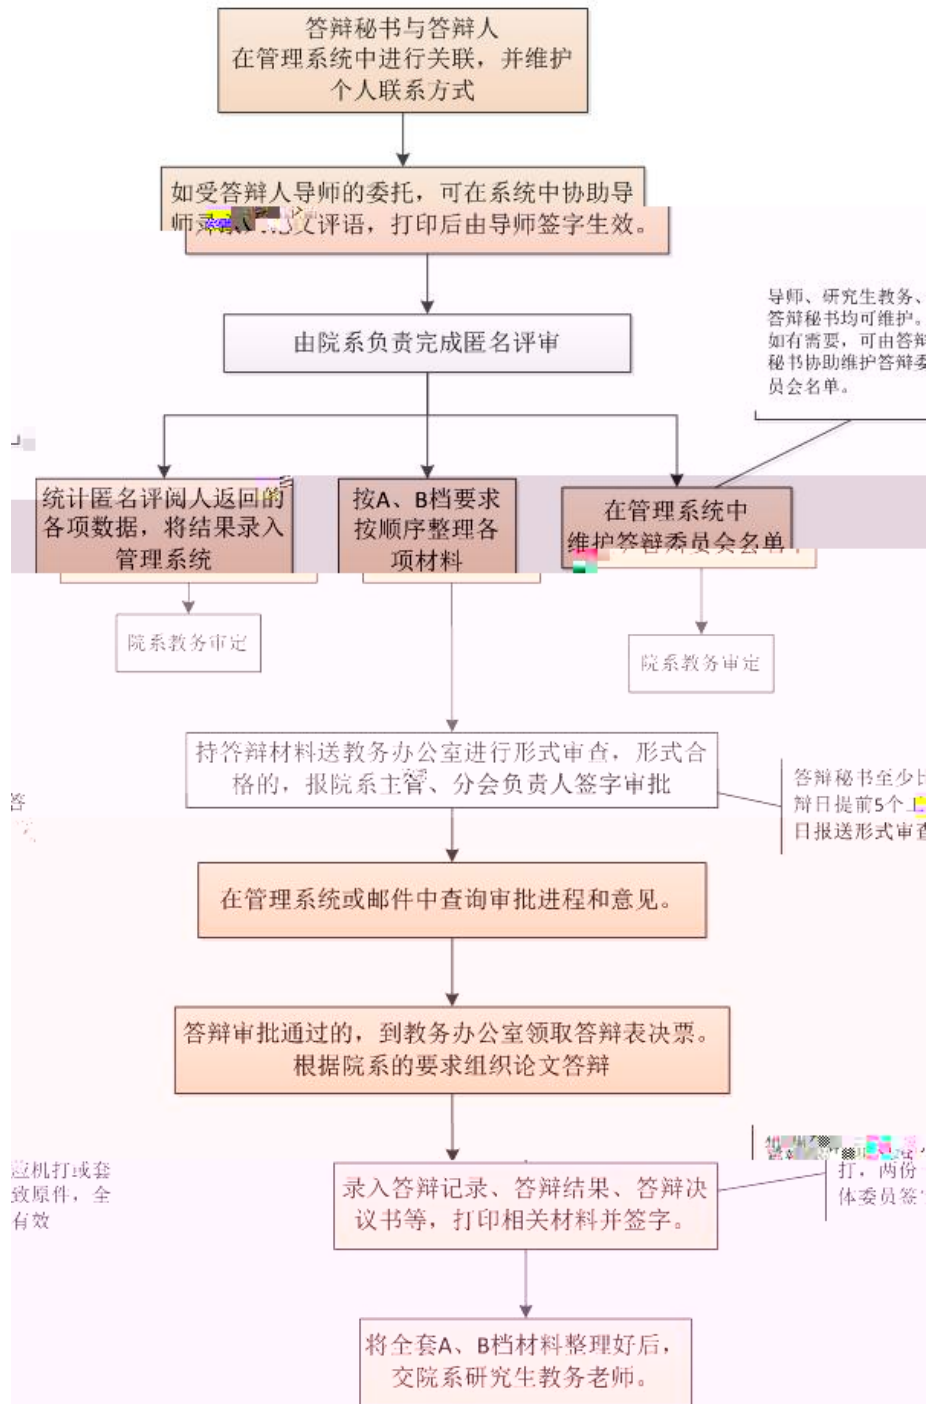 答辩秘书与答辩人
在管理系统中进行关联，并维护
个人联系方式
如受答辩人导师的委托，可在系统中协助导
师
评语，打印后由导师签字生效。
由院系负责完成匿名评审
导师、研究生教务、
答辩秘书均可维护。
如有需要，可由答辩
秘书协助维护答辩委
员会名单。
统计匿名评阅人返回的
各项数据，将结果录入
管理系统
按A、B档要求
按顺序整理各
项材料
在管理系统中
维护答辩委员会名单
院系教务审定
院系教务审定
持答辩材料送教务办公室进行形式审查，形式合
格的，报院系主管、分会负责人签字审批
答辩秘书至少
辩日提前5个
日报送形式审查
答
在管理系统或邮件中查询审批进程和意见。
答辩审批通过的，到教务办公室领取答辩表决票。
根据院系的要求组织论文答辩
机打或套
致原件，全
有效
录入答辩记录、答辩结果、答辩决
议书等，打印相关材料并签字。
打，两份
体委员签
将全套A、B档材料整理好后，
交院系研究生教务老师。